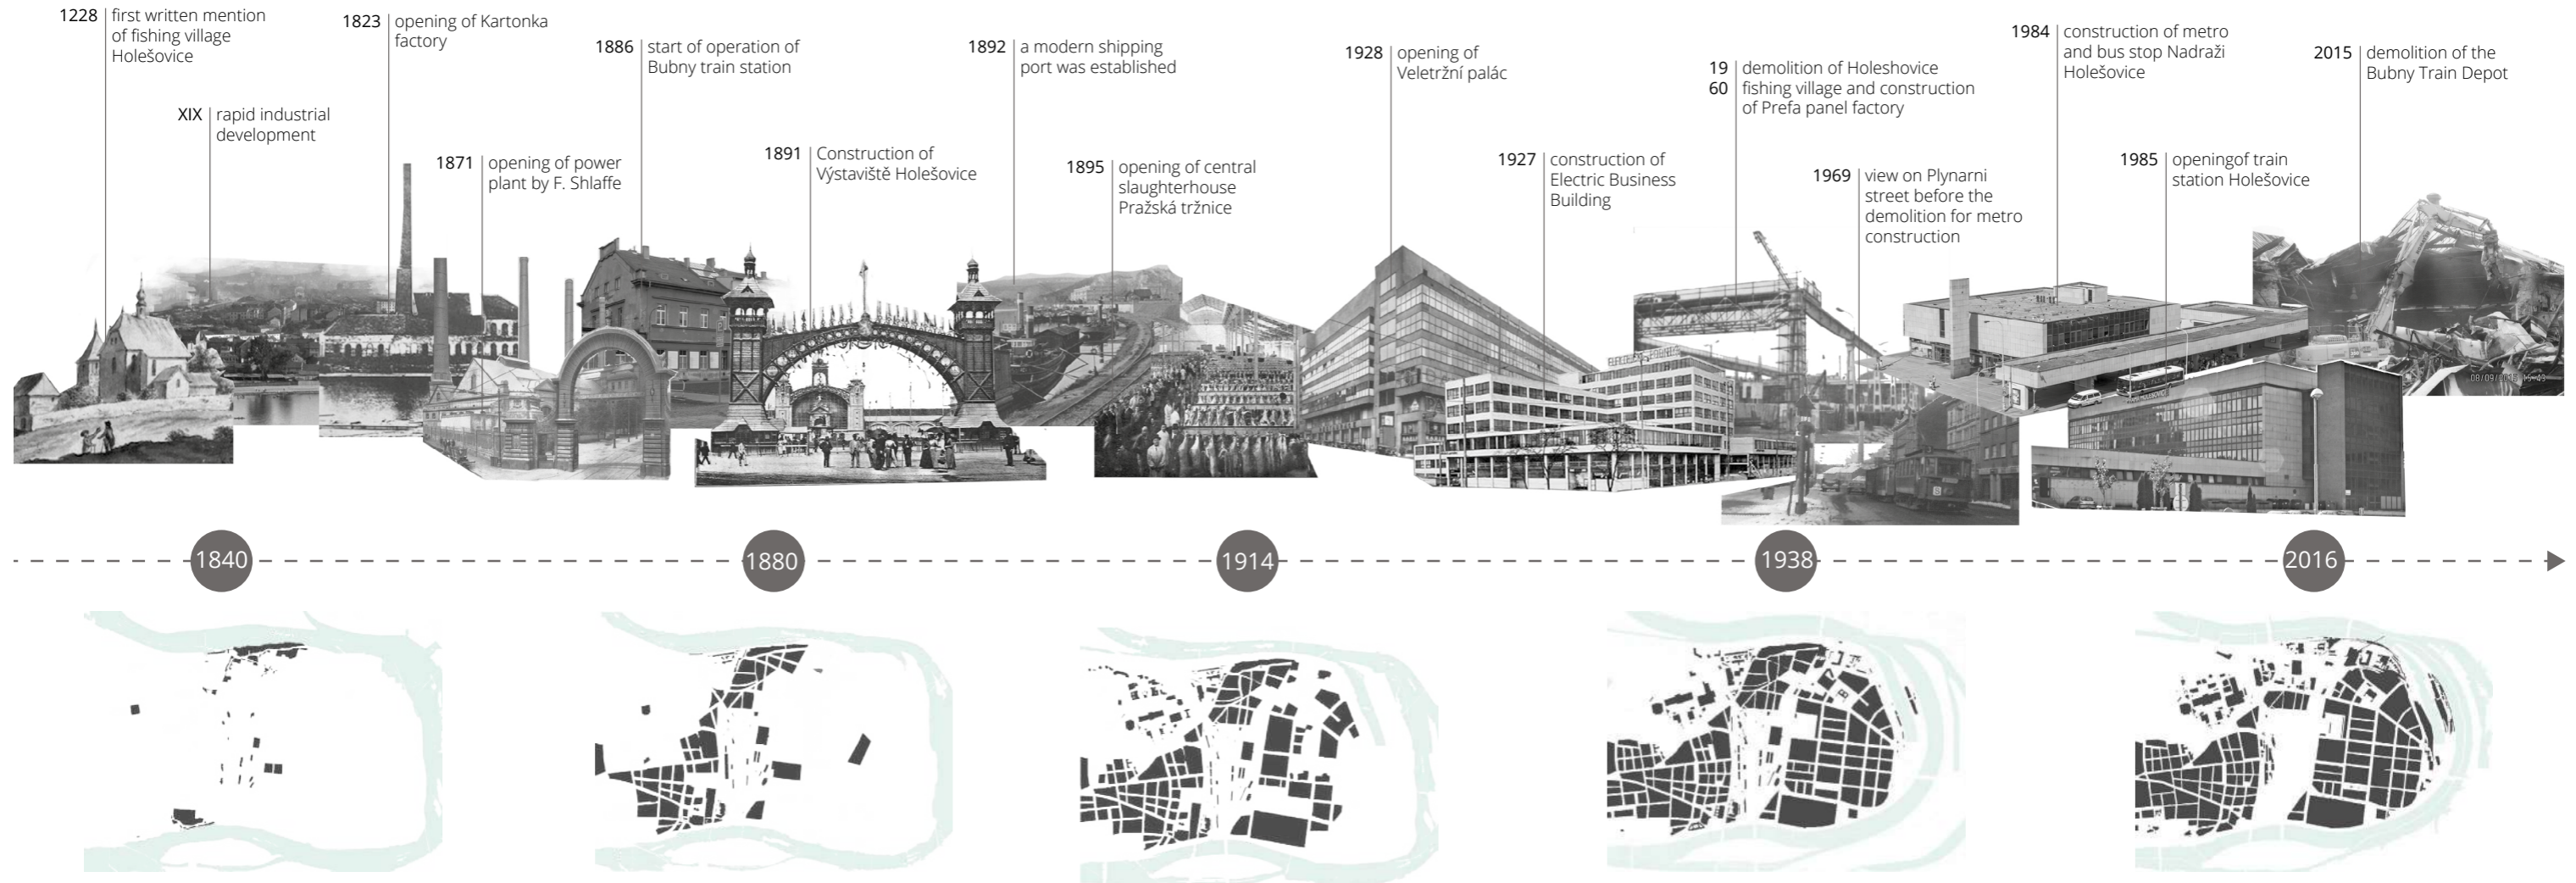 1228 first written mention
of fishing village
Holešovice
XIX rapid industrial
development
1823 opening of Kartonka
factory
1871 opening of power
plant by F. Shlaffe
1886 start of operation of
Bubny train station
1891 Construction of
Výstaviště Holešovice
1892 a modern shipping
port was established
1895 opening of central
slaughterhouse
Pražská tržnice
1928 opening of
Veletržní palác
1927 construction of
Electric Business
Building
19 demolition of Holeshovice
60 fishing village and construction
of Prefa panel factory
1969 view on Plynarni
street before the
demolition for metro
construction
1984 construction of metro
and bus stop Nadraži
Holešovice
1985 openingof train
station Holešovice
2015 demolition of the
Bubny Train Depot
1840
1880
1914
1938
2016